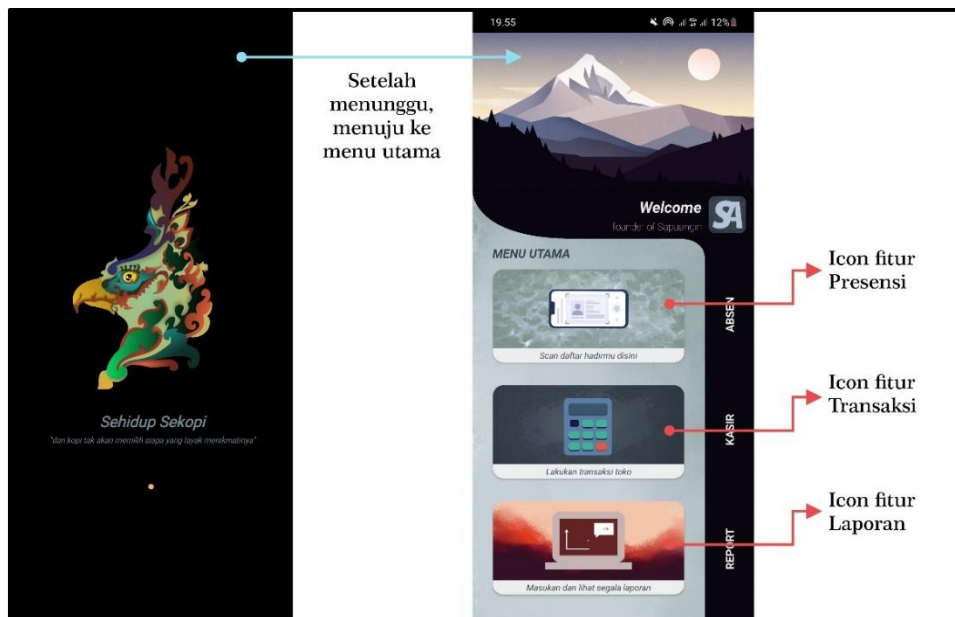 Sehidup Sekopi
"dan kopi tak akan memilih siapa yang layak menikmatinya"
Setelah
menunggu,
menuju ke
menu utama
19.55
12%
Welcome
founder of Sapuangin
SA
MENU UTAMA
Scan daftar hadirmu disini
ABSEN
Lakukan transaksi toko
KASIR
Masukan dan lihat segala laporan
REPORT
Icon fitur
Presensi
Icon fitur
Transaksi
Icon fitur
Laporan